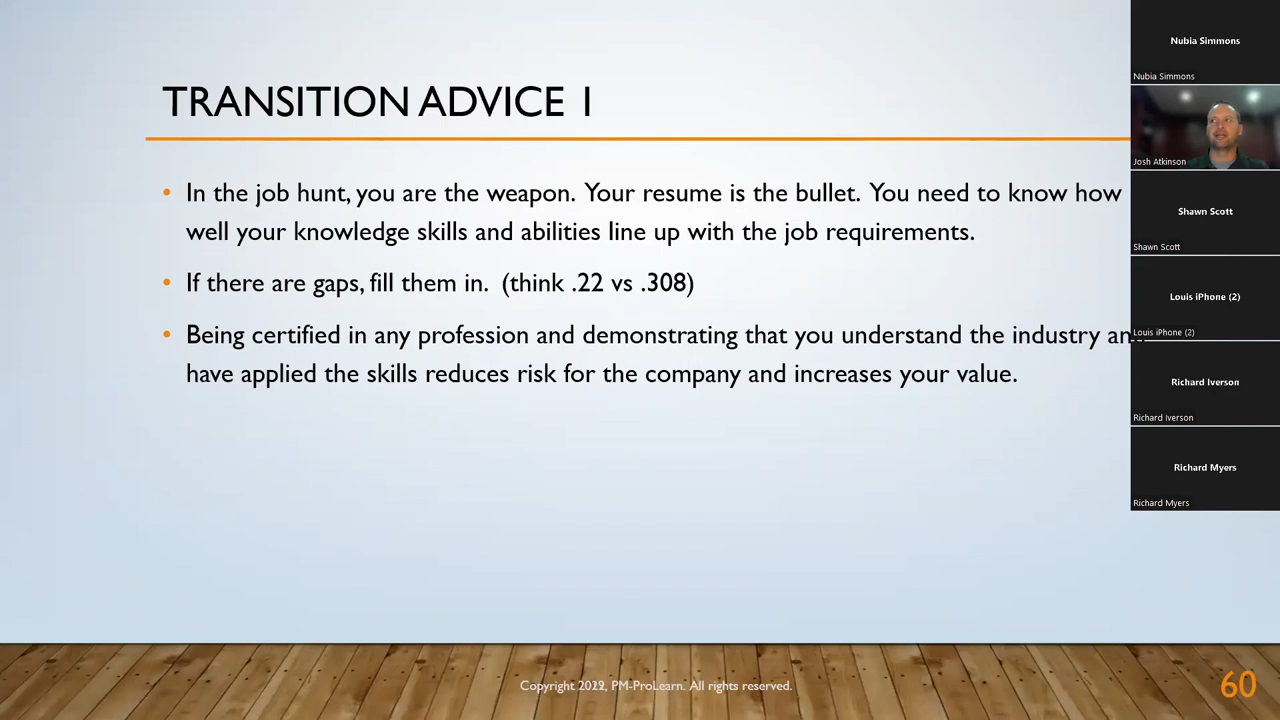 TRANSITION ADVICE 1
• In the job hunt, you are the weapon. Your resume is the bullet. You need to know how
well your knowledge skills and abilities line up with the job requirements.
• If there are gaps, fill them in. (think .22 vs .308)
• Being certified in any profession and demonstrating that you understand the industry an
have applied the skills reduces risk for the company and increases your value.
Copyright PM-ProLearn. All rights reserved.
60
Nubia Simmons
Nubia Simmons
Josh Atkinson
Shawn Scott
Shawn Scott
Louis iPhone (2)
Louis iPhone (2)
Richard Iverson
Richard Iverson
Richard Myers
Richard Myers